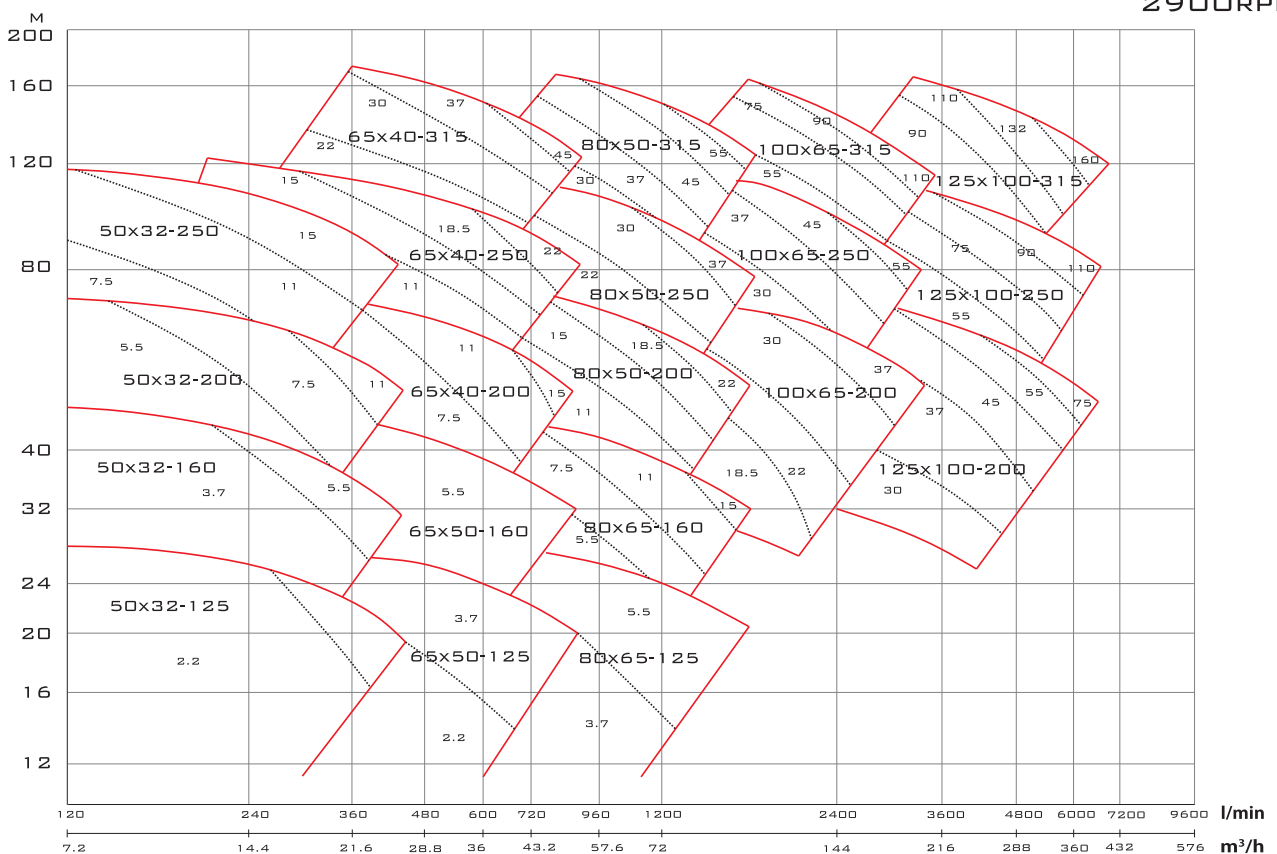 2900RP
M
200
160
120
80
40
32
24
20
16
12
30 37 110
75 90
65x40-315 90 132
22 80x50-315 100x65-315
45 55 160
15 30 37 45 55 110 125x100-315
50x32-250 15 18.5 30 37 45
65x40-250 22 100x65-250 75 90
37 55 110
7.5 11 11 22 80x50-250 30 125x100-250
55
5.5 11 15 18.5 30
50x32-200 7.5 11 65x40-200 15 80x50-200 22 37 100x65-200 55
7.5 11 37 45 75
50x32-160 7.5 11 18.5 22 125x100-200
3.7 5.5 5.5 15 30
65x50-160 80x65-160
5.5
50x32-125 3.7 5.5
2.2 65x50-125 80x65-125
2.2 3.7
120 240 360 480 600 720 960 1200 2400 3600 4800 6000 7200 9600 l/min
7.2 14.4 21.6 28.8 36 43.2 57.6 72 144 216 288 360 432 576 m³/h